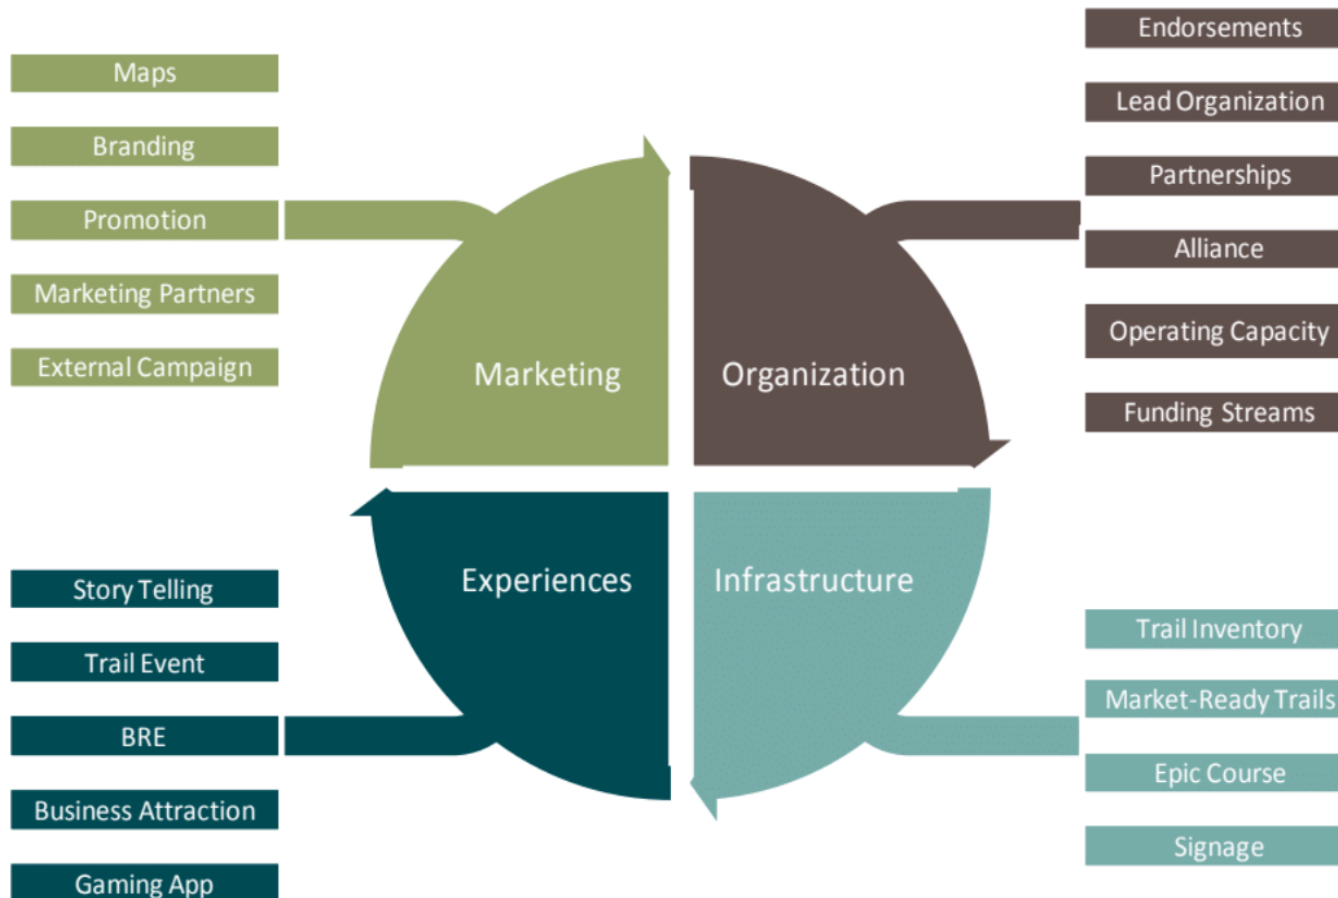 Maps
Branding
Promotion
Marketing Partners
External Campaign
Endorsements
Lead Organization
Partnerships
Alliance
Operating Capacity
Funding Streams
Marketing
Organization
Experiences
Infrastructure
Story Telling
Trail Event
BRE
Business Attraction
Gaming App
Trail Inventory
Market-Ready Trails
Epic Course
Signage